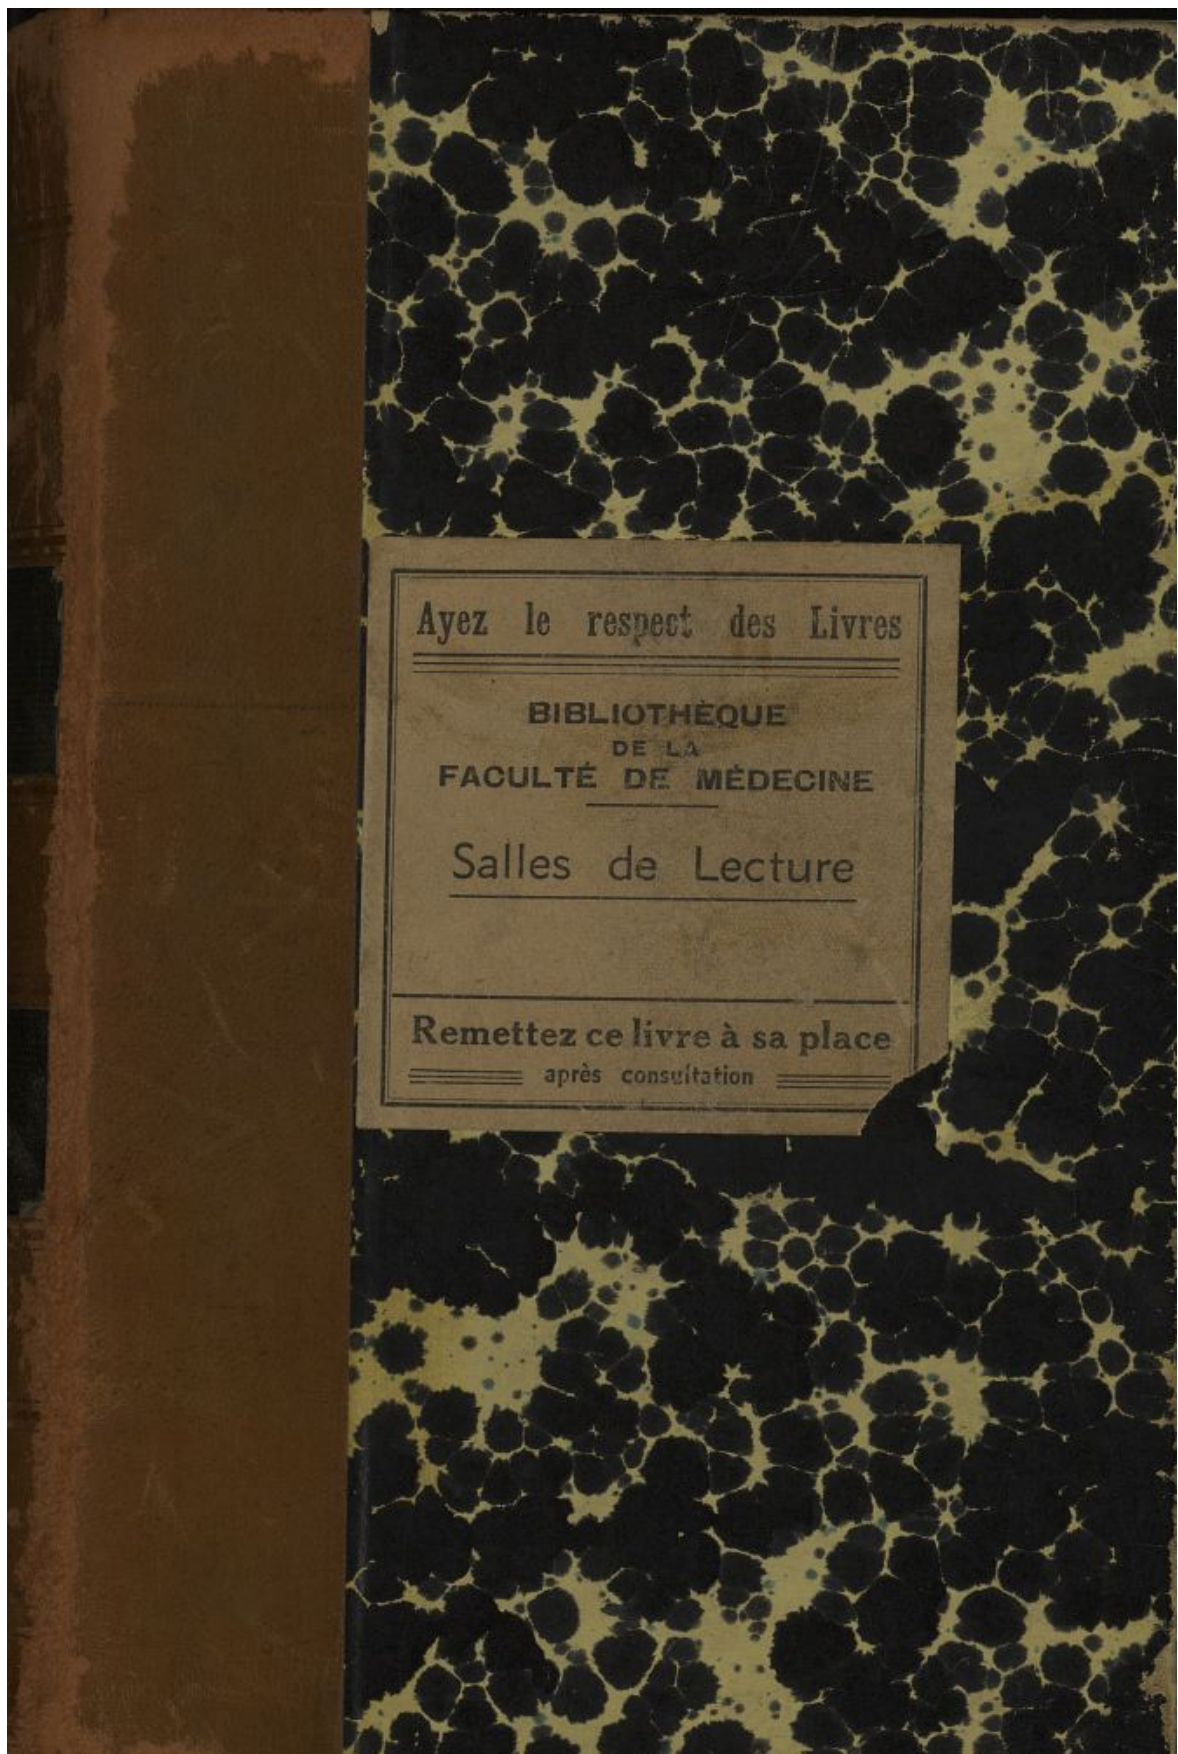 Ayez le respect des Livres
BIBLIOTHÈQUE
DE LA
FACULTÉ DE MÉDECINE
Salles de Lecture
Remettez ce livre à sa place
après consultation